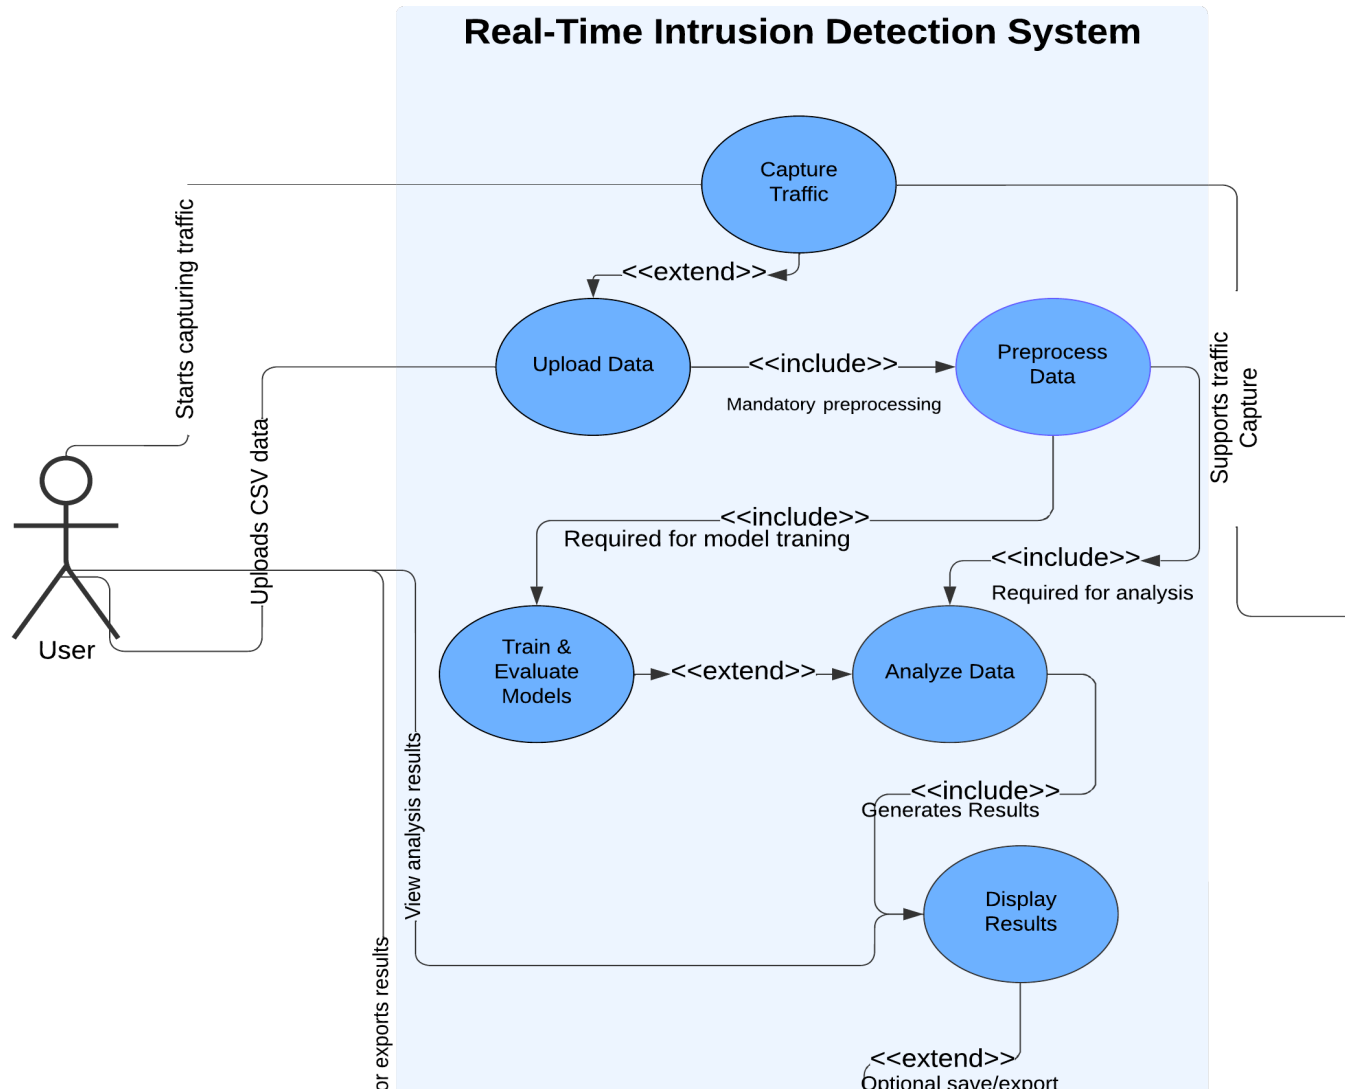 Real-Time Intrusion Detection System
Capture
Traffic
Starts capturing traffic
<<extend>>
Upload Data
<<include>>
Mandatory preprocessing
Preprocess
Data
Supports traffic
Capture
Uploads CSV data
<<include>>
Required for model traning
<<include>>
Required for analysis
User
Train &
Evaluate
Models
<<extend>>
Analyze Data
View analysis results
<<include>>
Generates Results
Display
Results
or exports results
<<extend>>
Optional save/export